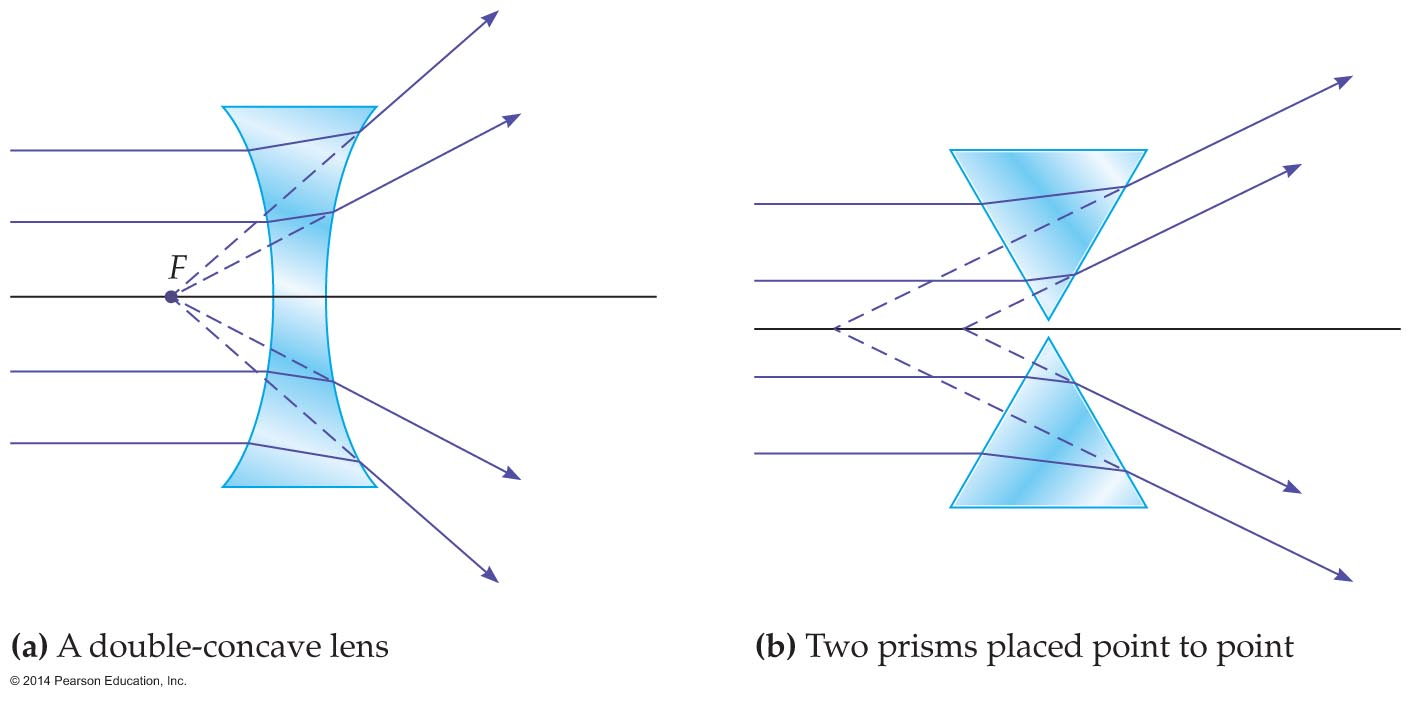 F
(a) A double-concave lens
(b) Two prisms placed point to point
© 2014 Pearson Education, Inc.